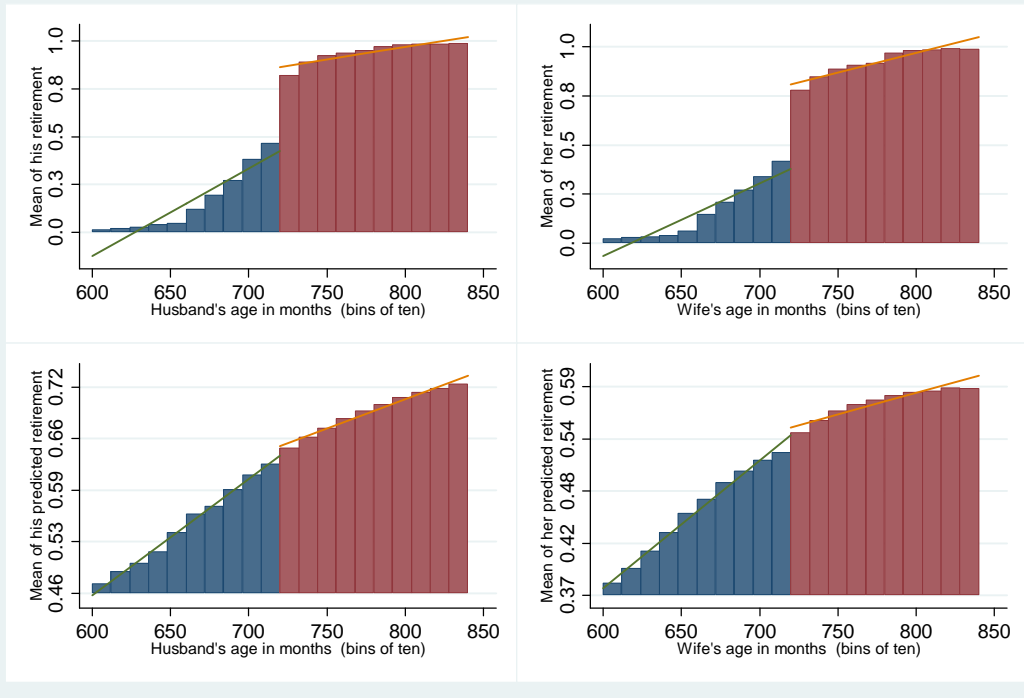 Mean of his retirement
1.0
0.8
0.5
0.3
0.0
600 650 700 750 800 850
Husband's age in months (bins of ten)
Mean of her retirement
1.0
0.8
0.5
0.3
0.0
600 650 700 750 800 850
Wife's age in months (bins of ten)
Mean of his predicted retirement
0.72
0.66
0.59
0.53
0.46
600 650 700 750 800 850
Husband's age in months (bins of ten)
Mean of her predicted retirement
0.59
0.54
0.48
0.42
0.37
600 650 700 750 800 850
Wife's age in months (bins of ten)